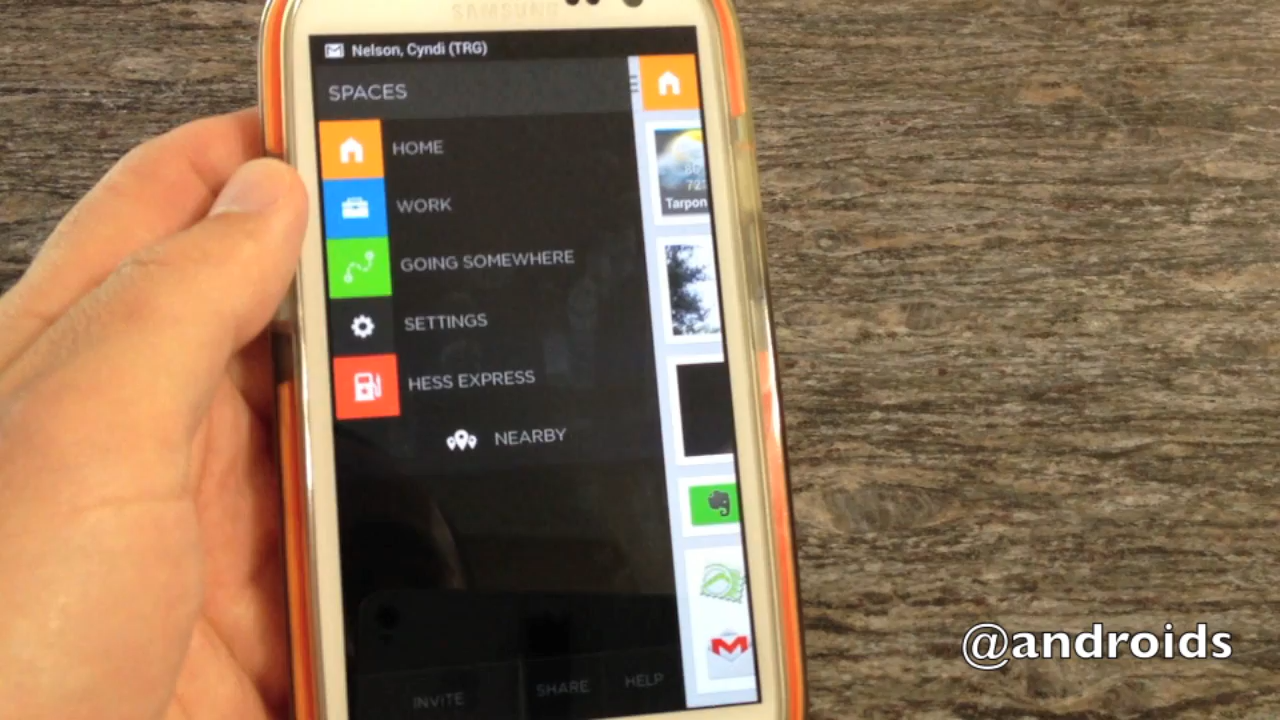 SAMSUNG
Nelson, Cyndi (TRG)
SPACES
HOME
WORK
GOING SOMEWHERE
SETTINGS
HESS EXPRESS
NEARBY
INVITE
SHARE
HELP
Tarpon
@androids